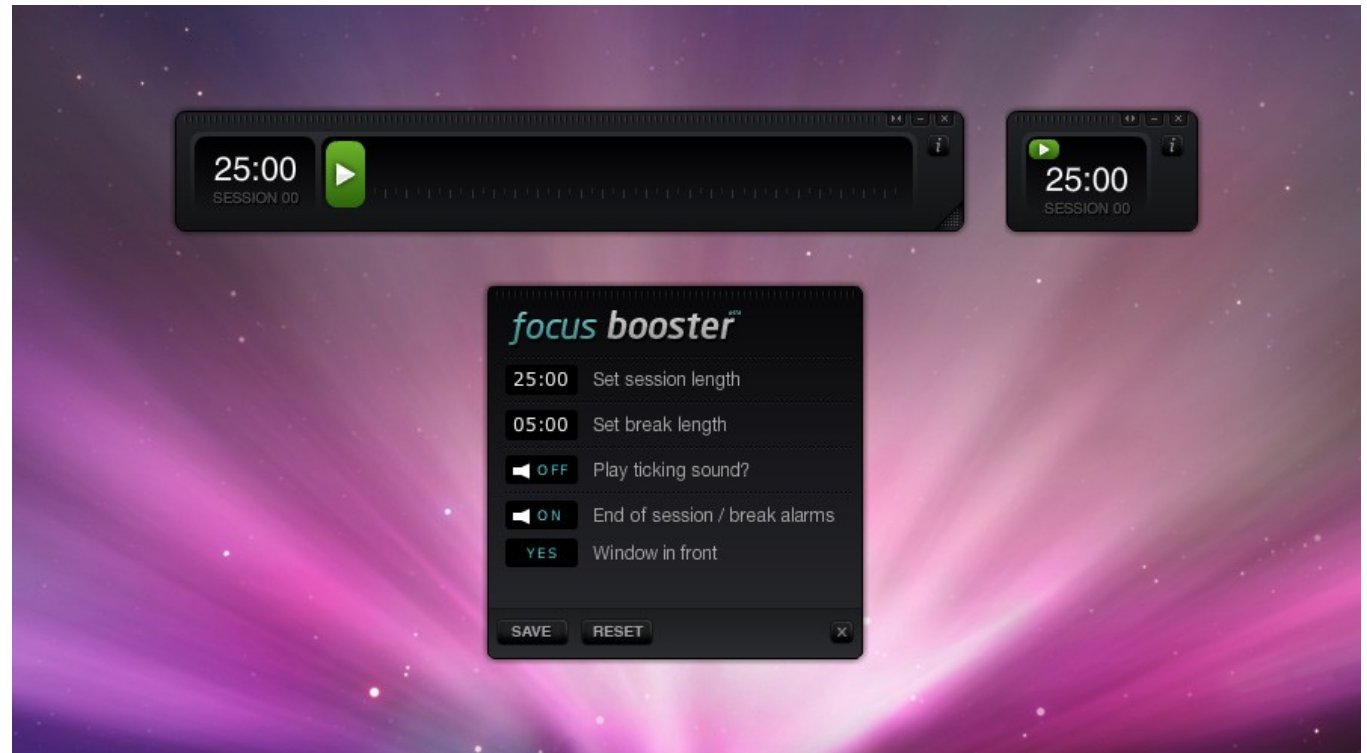 25:00
SESSION 00
i
25:00
SESSION 00
i
focus booster beta
25:00 Set session length
05:00 Set break length
OFF Play ticking sound?
ON End of session / break alarms
YES Window in front
SAVE RESET X